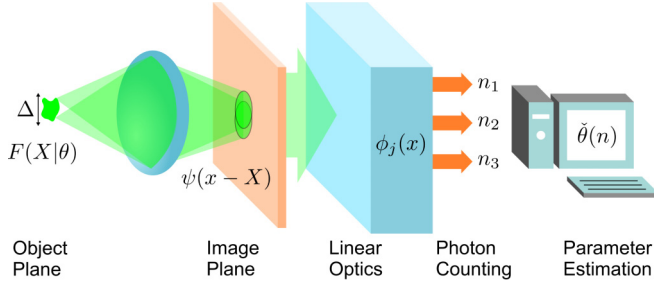 Δ
F(X|θ)
ψ(x − X)
ϕ_j(x)
n_1
n_2
n_3
θ̌(n)
Object
Plane
Image
Plane
Linear
Optics
Photon
Counting
Parameter
Estimation